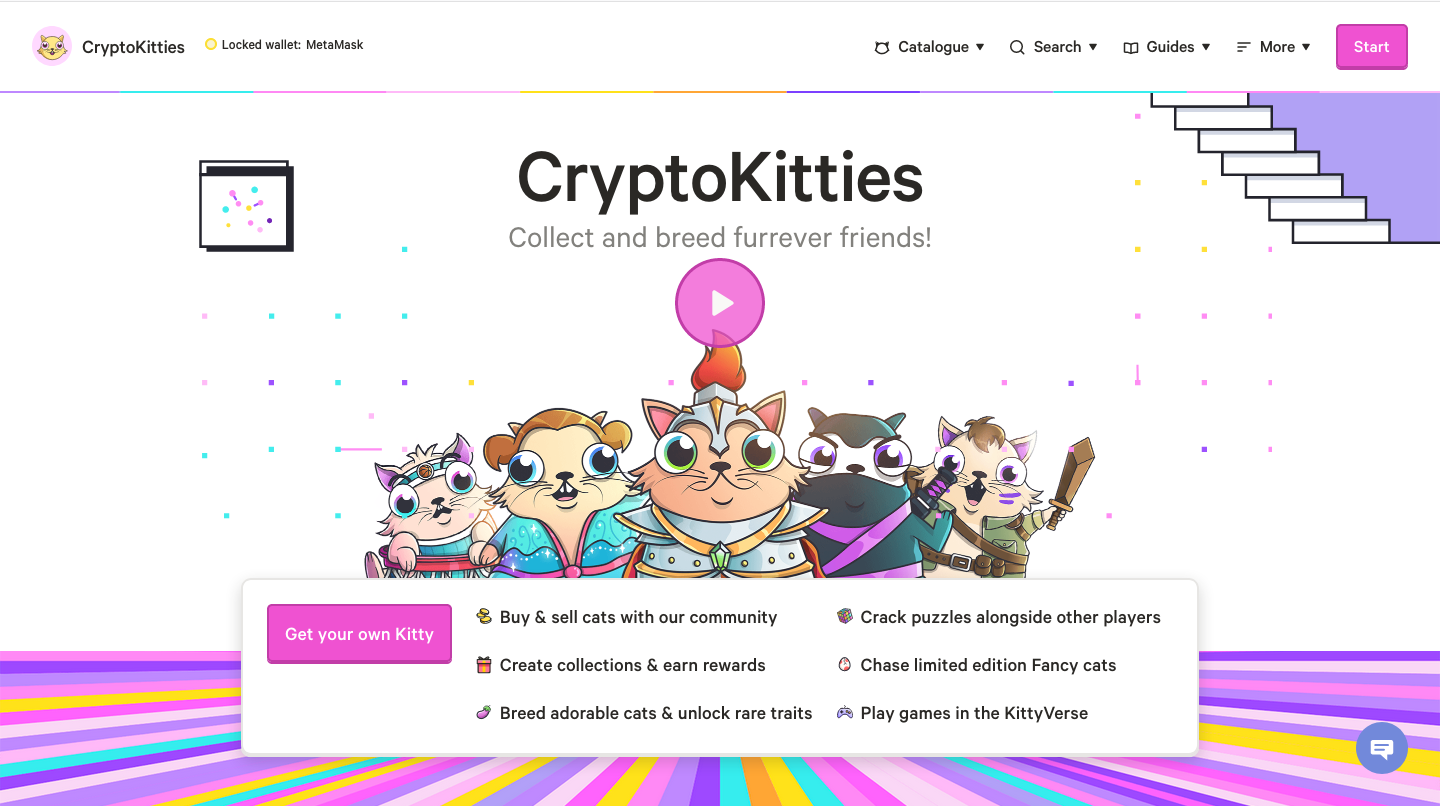 CryptoKitties
Locked wallet: MetaMask
Catalogue
Search
Guides
More
Start
CryptoKitties
Collect and breed furrever friends!
Get your own Kitty
Buy & sell cats with our community
Crack puzzles alongside other players
Create collections & earn rewards
Chase limited edition Fancy cats
Breed adorable cats & unlock rare traits
Play games in the KittyVerse